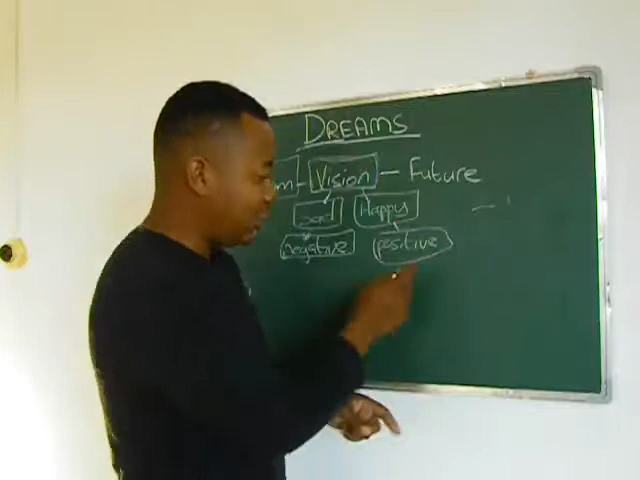 DREAMS
m - Vision - Future
Sad Happy
negative positive